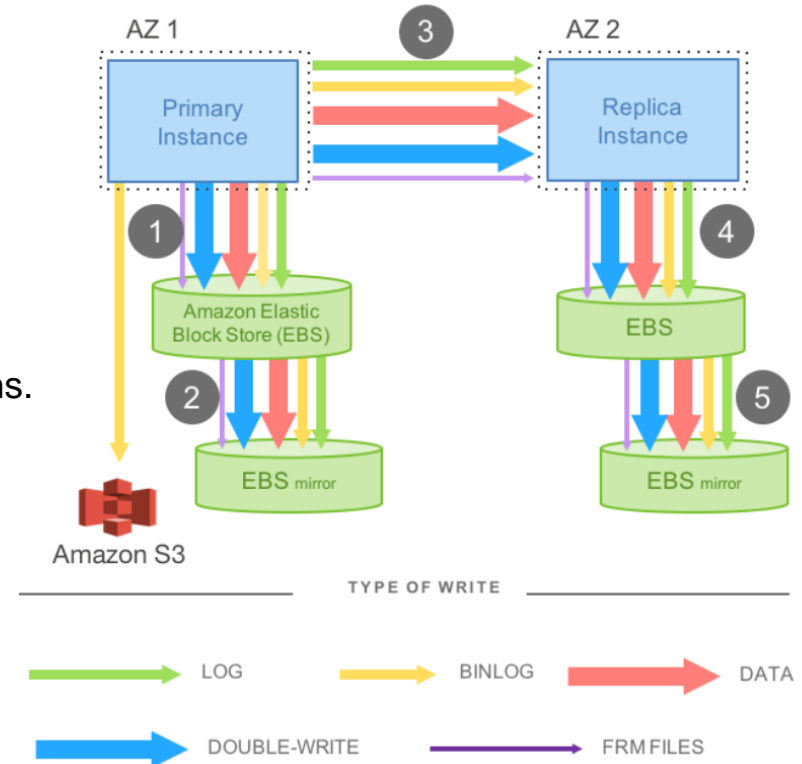 AZ 1
3
AZ 2
Primary
Instance
Replica
Instance
1
4
Amazon Elastic
Block Store (EBS)
EBS
ns.
2
5
EBS mirror
EBS mirror
Amazon S3
TYPE OF WRITE
LOG
BINLOG
DATA
DOUBLE-WRITE
FRM FILES